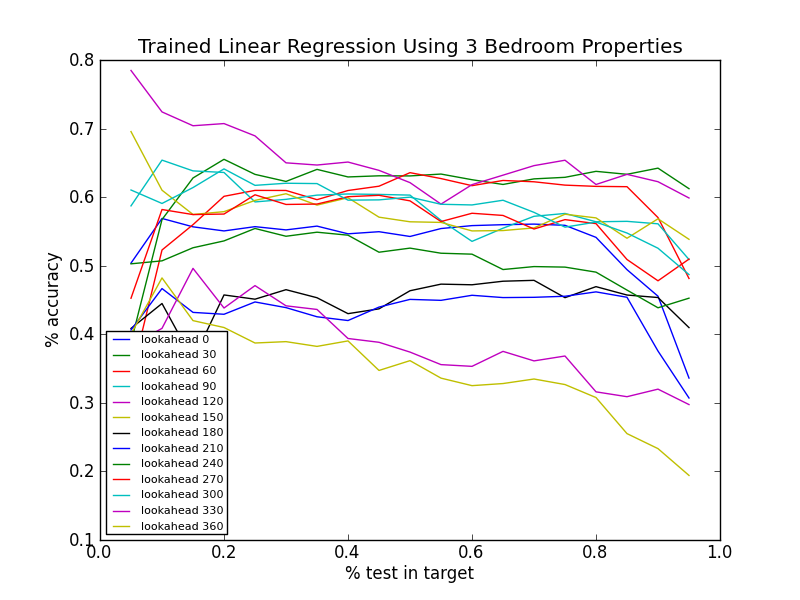 Trained Linear Regression Using 3 Bedroom Properties
0.8
0.7
0.6
0.5
0.4
0.3
0.2
0.1
% accuracy
lookahead 0
lookahead 30
lookahead 60
lookahead 90
lookahead 120
lookahead 150
lookahead 180
lookahead 210
lookahead 240
lookahead 270
lookahead 300
lookahead 330
lookahead 360
0.0 0.2 0.4 0.6 0.8 1.0
% test in target